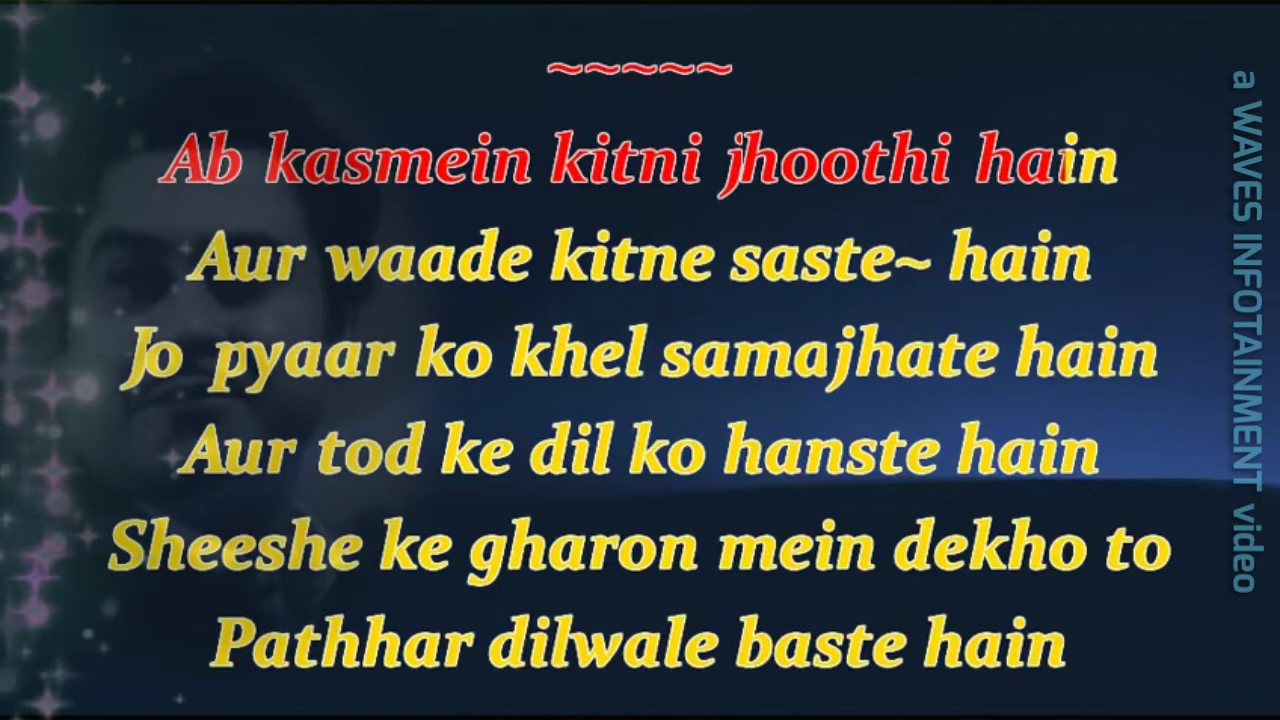 ~~~~~
Ab kasmein kitni jhoothi hain
Aur waade kitne saste~ hain
Jo pyaar ko khel samajhate hain
Aur tod ke dil ko hanste hain
Sheeshe ke gharon mein dekho to
Pathhar dilwale baste hain
a WAVES INFOTAINMENT video